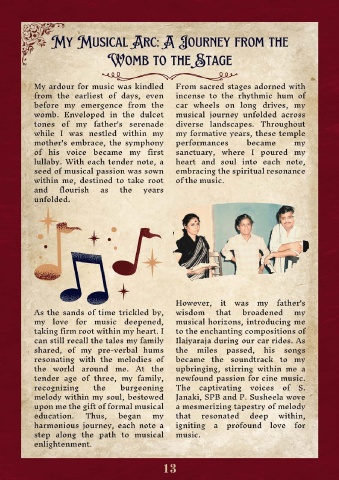 My Musical Arc: A Journey from the
Womb to the Stage
My ardour for music was kindled
from the earliest of days, even
before my emergence from the
womb. Enveloped in the dulcet
tones of my father's serenade
while I was nestled within my
mother's embrace, the symphony
of his voice became my first
lullaby. With each tender note, a
seed of musical passion was sown
within me, destined to take root
and flourish as the years
unfolded.
As the sands of time trickled by,
my love for music deepened,
taking firm root within my heart. I
can still recall the tales my family
shared, of my pre-verbal hums
resonating with the melodies of
the world around me. At the
tender age of three, my family,
recognizing the burgeoning
melody within my soul, bestowed
upon me the gift of formal musical
education. Thus, began my
harmonious journey, each note a
step along the path to musical
enlightenment.
From sacred stages adorned with
incense to the rhythmic hum of
car wheels on long drives, my
musical journey unfolded across
diverse landscapes. Throughout
my formative years, these temple
performances became my
sanctuary, where I poured my
heart and soul into each note,
embracing the spiritual resonance
of the music.
However, it was my father's
wisdom that broadened my
musical horizons, introducing me
to the enchanting compositions of
Ilaiyaraja during our car rides. As
the miles passed, his songs
became the soundtrack to my
upbringing, stirring within me a
newfound passion for cine music.
The captivating voices of S.
Janaki, SPB and P. Susheela wove
a mesmerizing tapestry of melody
that resonated deep within,
igniting a profound love for
music.
13